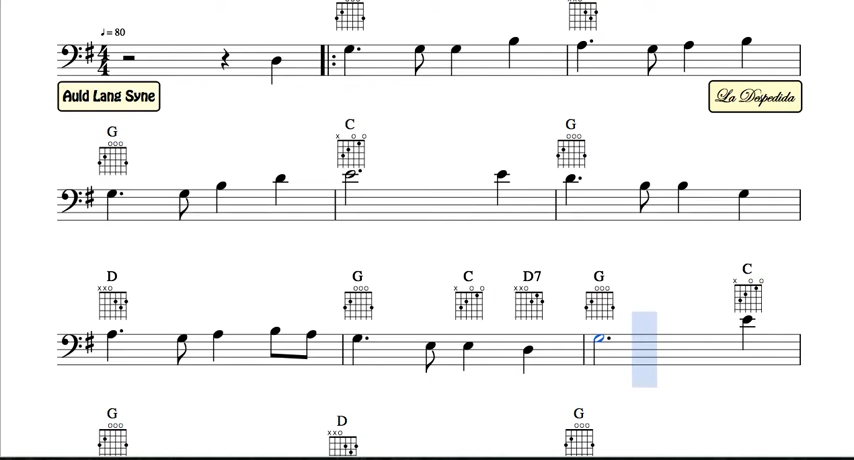 ♩= 80
Auld Lang Syne
La Despedida
G C G
D G C D7 G C
G D G